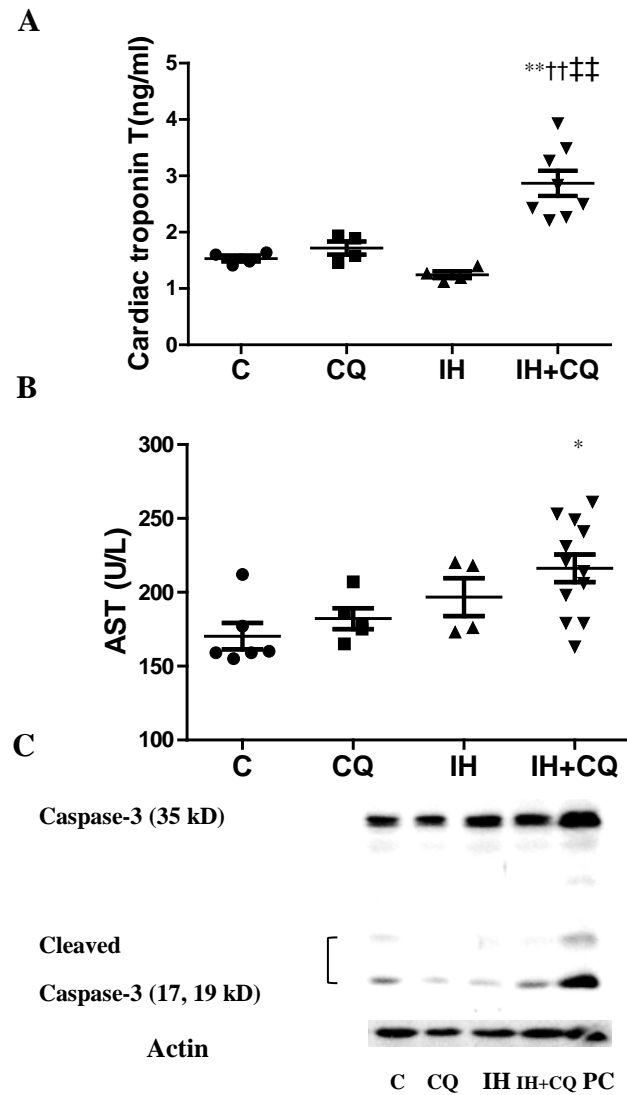 A
Cardiac troponin T(ng/ml)
5
4
3
2
1
0
**††‡‡
C CQ IH IH+CQ
B
AST (U/L)
300
250
200
150
100
*
C CQ IH IH+CQ
C
Caspase-3 (35 kD)
Cleaved
Caspase-3 (17, 19 kD)
Actin
C CQ IH IH+CQ PC